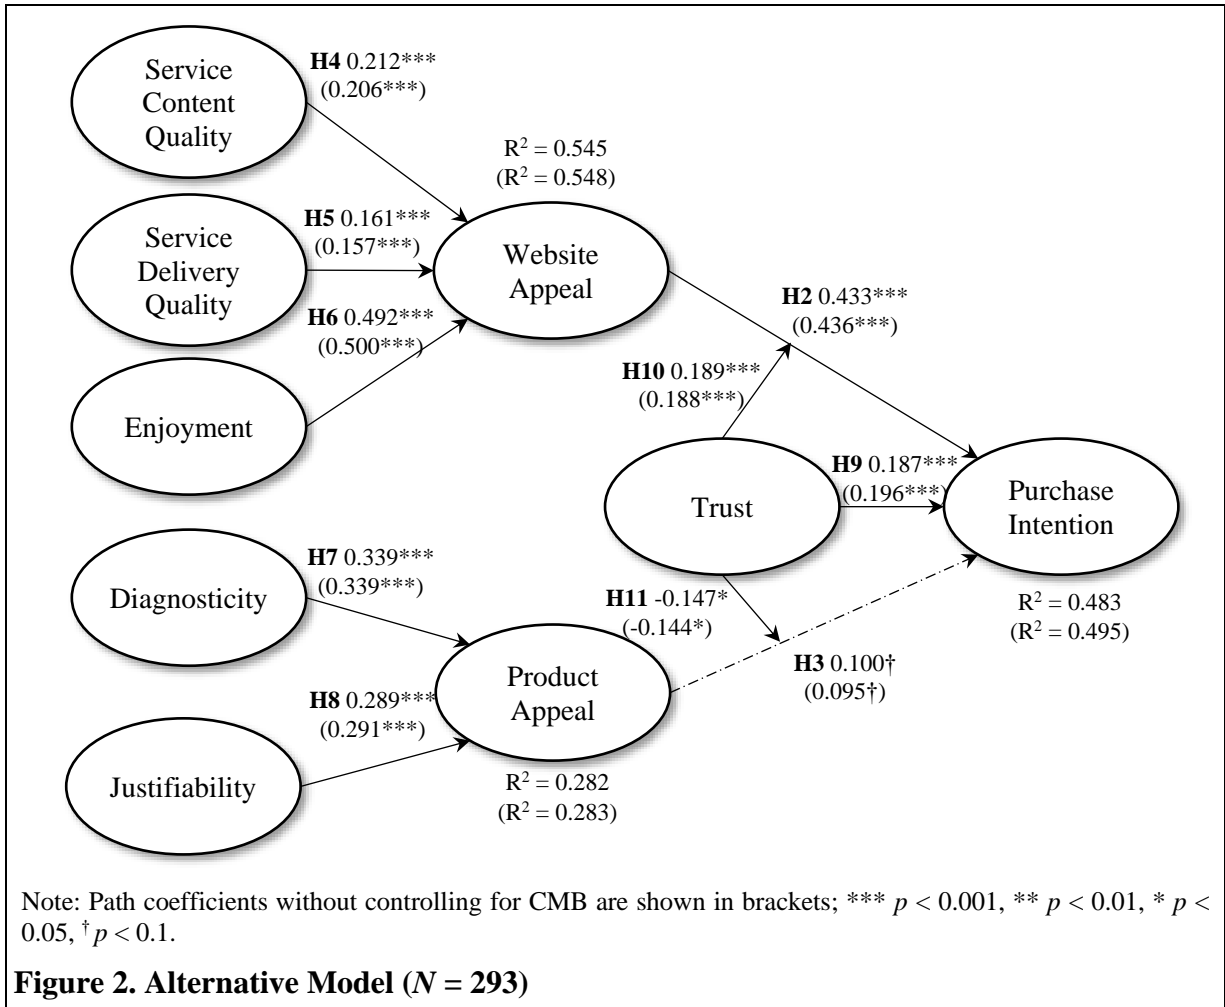 Service
Content
Quality
H4 0.212***
(0.206***)
R² = 0.545
(R² = 0.548)
Service
Delivery
Quality
H5 0.161***
(0.157***)
Website
Appeal
H6 0.492***
(0.500***)
H2 0.433***
(0.436***)
Enjoyment
H10 0.189***
(0.188***)
Trust
H9 0.187***
(0.196***)
Purchase
Intention
R² = 0.483
(R² = 0.495)
Diagnosticity
H7 0.339***
(0.339***)
H11 -0.147*
(-0.144*)
H3 0.100†
(0.095†)
Product
Appeal
H8 0.289***
(0.291***)
Justifiability
R² = 0.282
(R² = 0.283)
Note: Path coefficients without controlling for CMB are shown in brackets; *** p < 0.001, ** p < 0.01, * p <
0.05, † p < 0.1.
Figure 2. Alternative Model (N = 293)